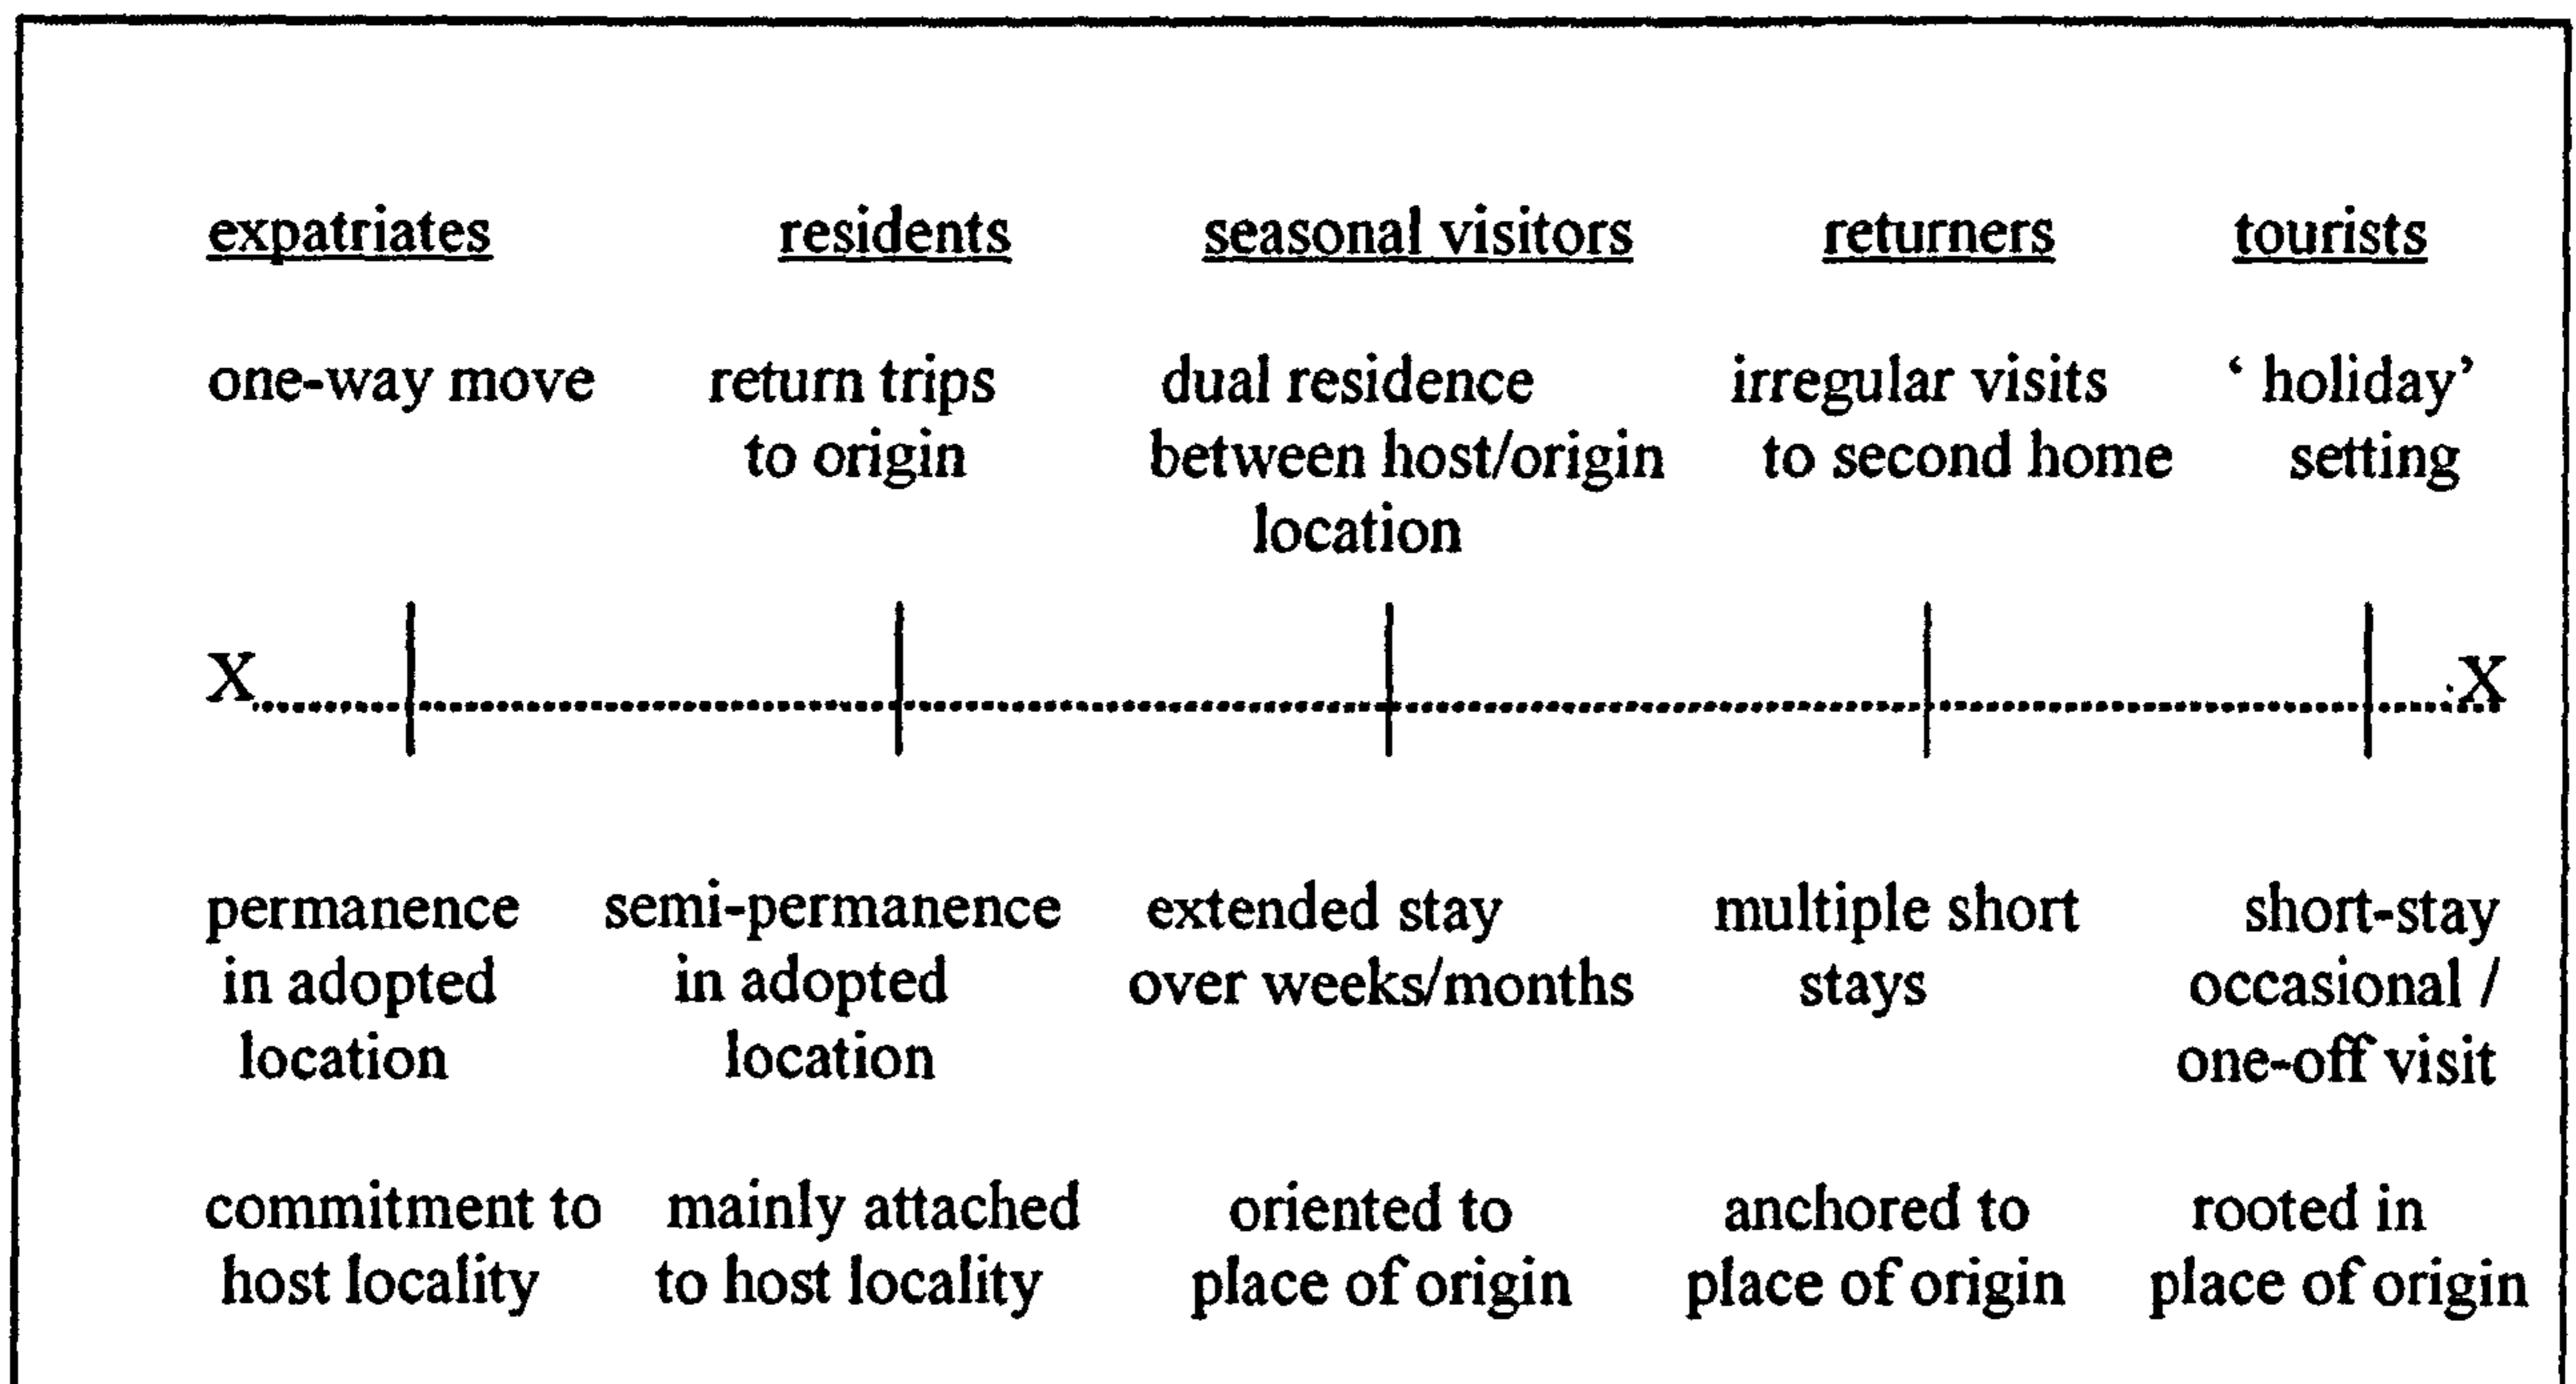 expatriates residents seasonal visitors returners tourists
one-way move return trips dual residence irregular visits ‘ holiday’
to origin between host/origin to second home setting
location
X X
permanence semi-permanence extended stay multiple short short-stay
in adopted in adopted over weeks/months stays occasional /
location location one-off visit
commitment to mainly attached oriented to anchored to rooted in
host locality to host locality place of origin place of origin place of origin